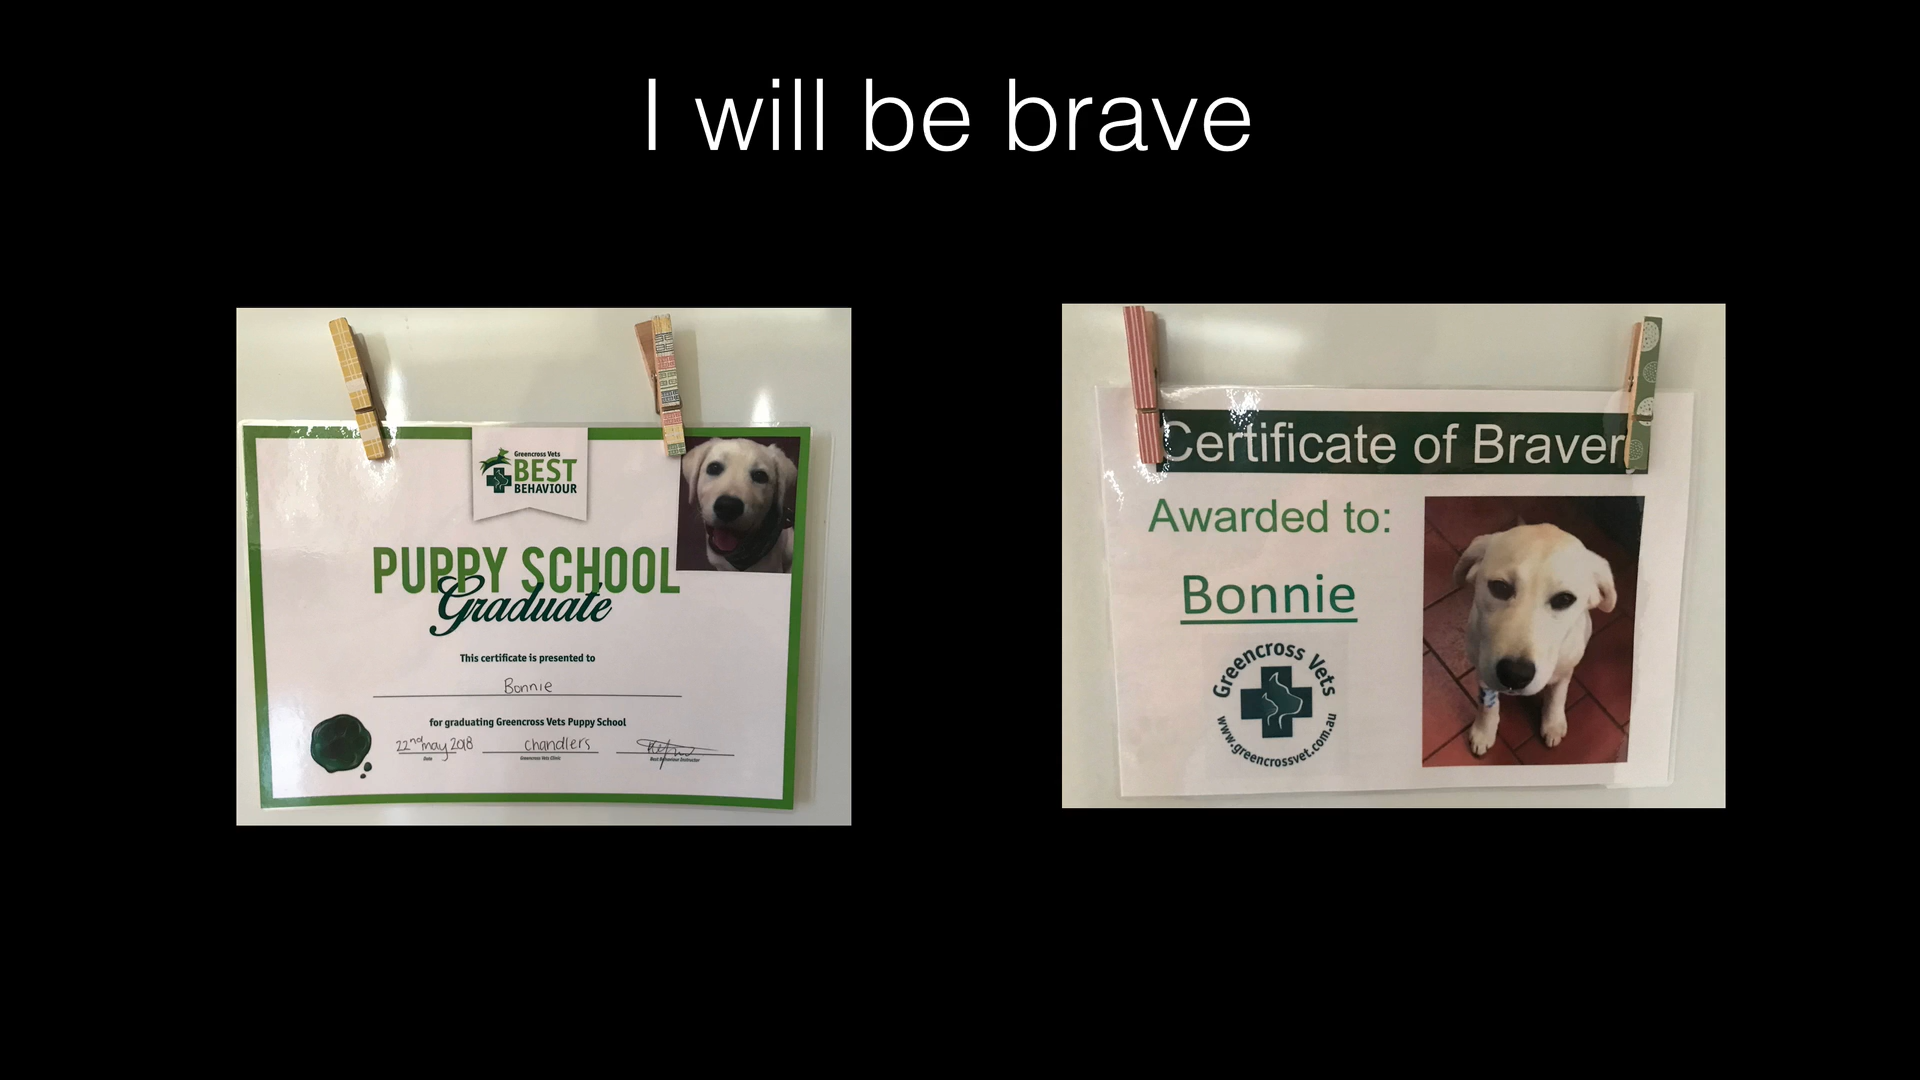 I will be brave
Greencross Vets
BEST
BEHAVIOUR
PUPPY SCHOOL
Graduate
This certificate is presented to
Bonnie
for graduating Greencross Vets Puppy School
22nd may 2018 chandlers
Date Greencross Vets Clinic Best Behaviour Instructor
Certificate of Braver
Awarded to:
Bonnie
Greencross Vets
www.greencrossvet.com.au